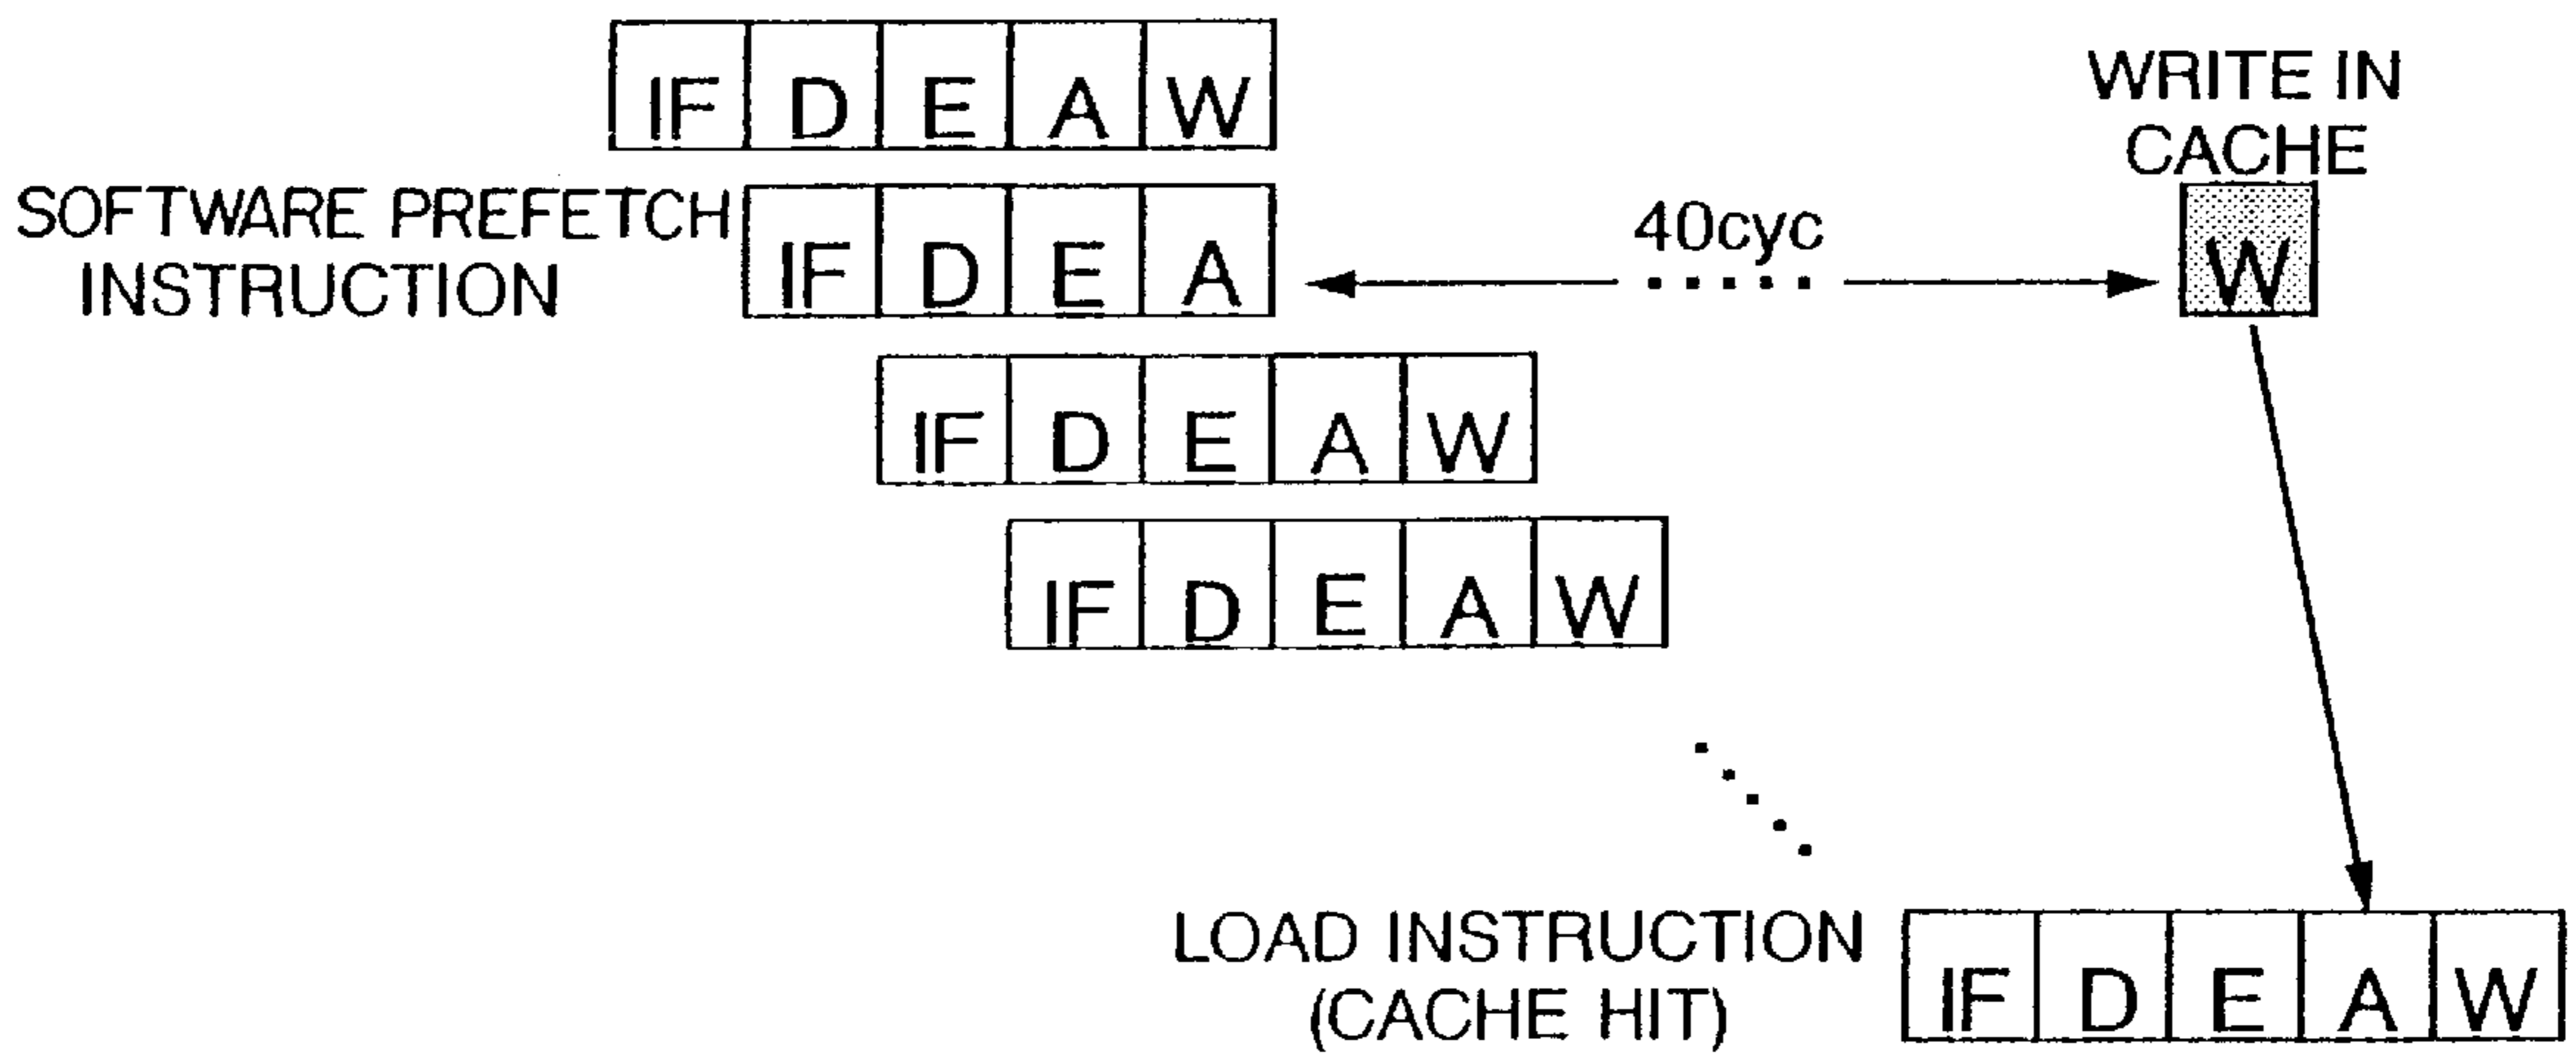 IF D E A W
WRITE IN
CACHE
SOFTWARE PREFETCH
INSTRUCTION
IF D E A
40cyc
W
IF D E A W
IF D E A W
LOAD INSTRUCTION
(CACHE HIT)
IF D E A W